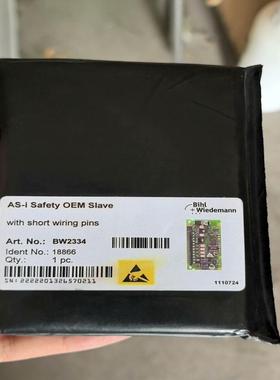 AS-i Safety OEM Slave
Bihl
+Wiedemann
with short wiring pins
Art. No.: BW2334
Ident No.: 18866
Qty.: 1 pc.
1110724
SN: 2222201326570211